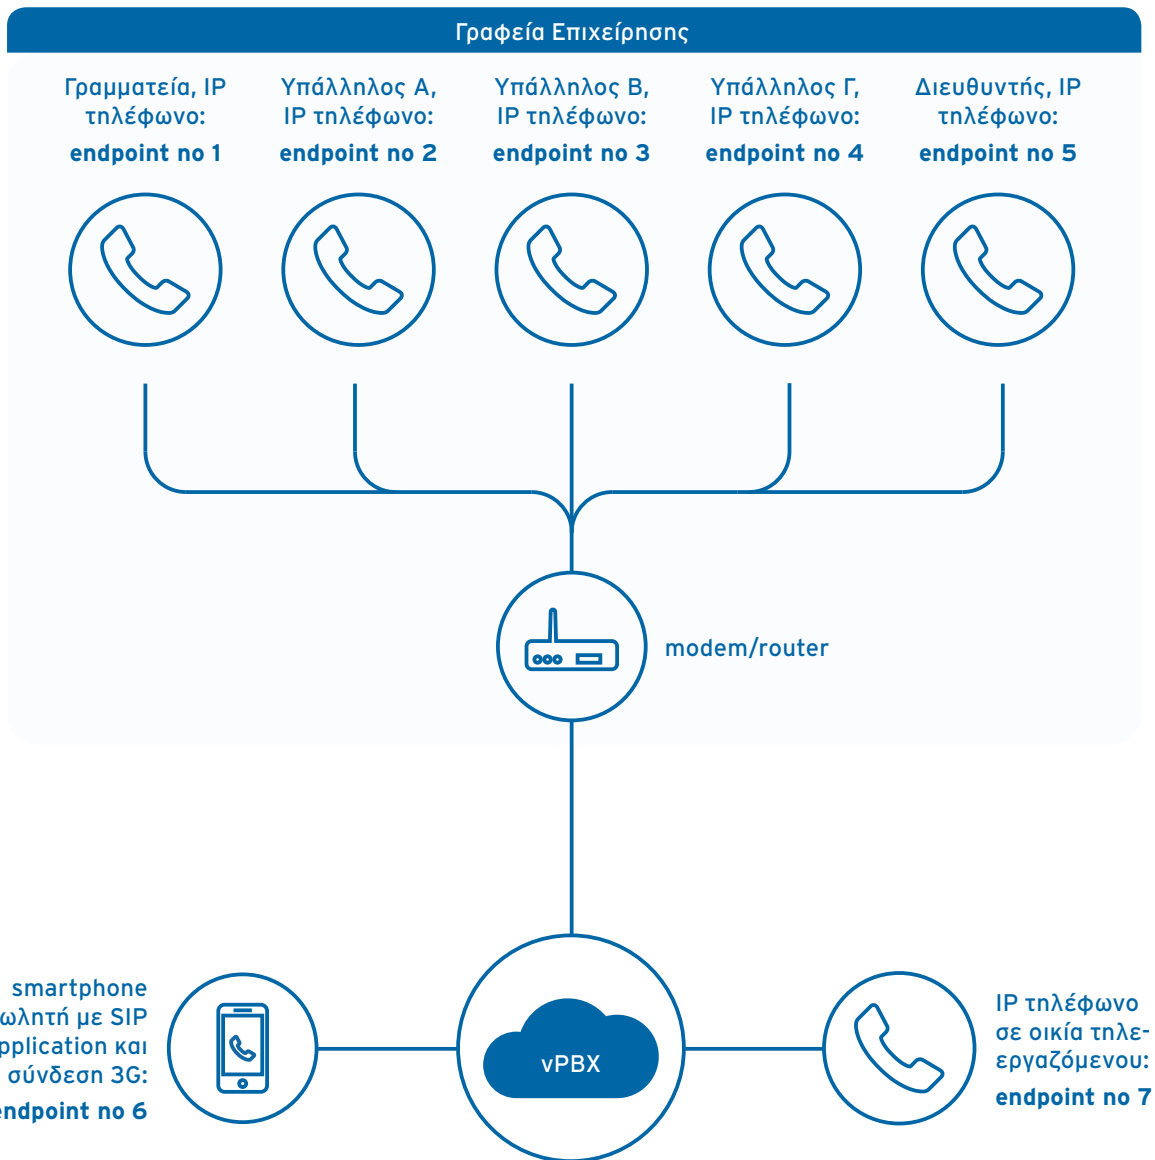 Γραφεία Επιχείρησης
Γραμματεία, IP
τηλέφωνο:
endpoint no 1
Υπάλληλος Α,
IP τηλέφωνο:
endpoint no 2
Υπάλληλος Β,
IP τηλέφωνο:
endpoint no 3
Υπάλληλος Γ,
IP τηλέφωνο:
endpoint no 4
Διευθυντής, IP
τηλέφωνο:
endpoint no 5
modem/router
smartphone
ωλητή με SIP
pplication και
σύνδεση 3G:
endpoint no 6
vPBX
IP τηλέφωνο
σε οικία τηλε-
εργαζόμενου:
endpoint no 7